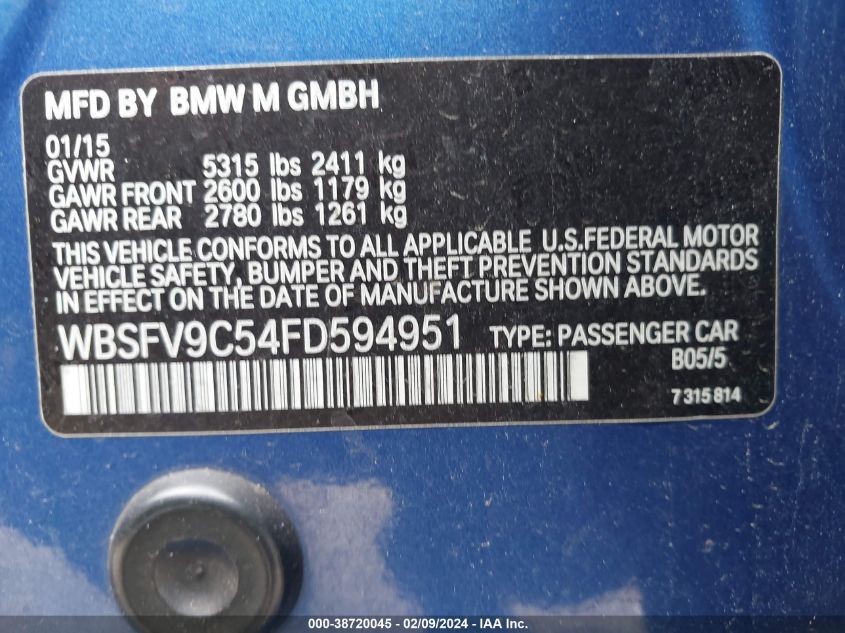 MFD BY BMW M GMBH
01/15
GVWR 5315 lbs 2411 kg
GAWR FRONT 2600 lbs 1179 kg
GAWR REAR 2780 lbs 1261 kg
THIS VEHICLE CONFORMS TO ALL APPLICABLE U.S.FEDERAL MOTOR
VEHICLE SAFETY, BUMPER AND THEFT PREVENTION STANDARDS
IN EFFECT ON THE DATE OF MANUFACTURE SHOWN ABOVE.
WBSFV9C54FD594951 TYPE: PASSENGER CAR
B05/5
7 315 814
000-38720045 - 02/09/2024 - IAA Services, Inc.